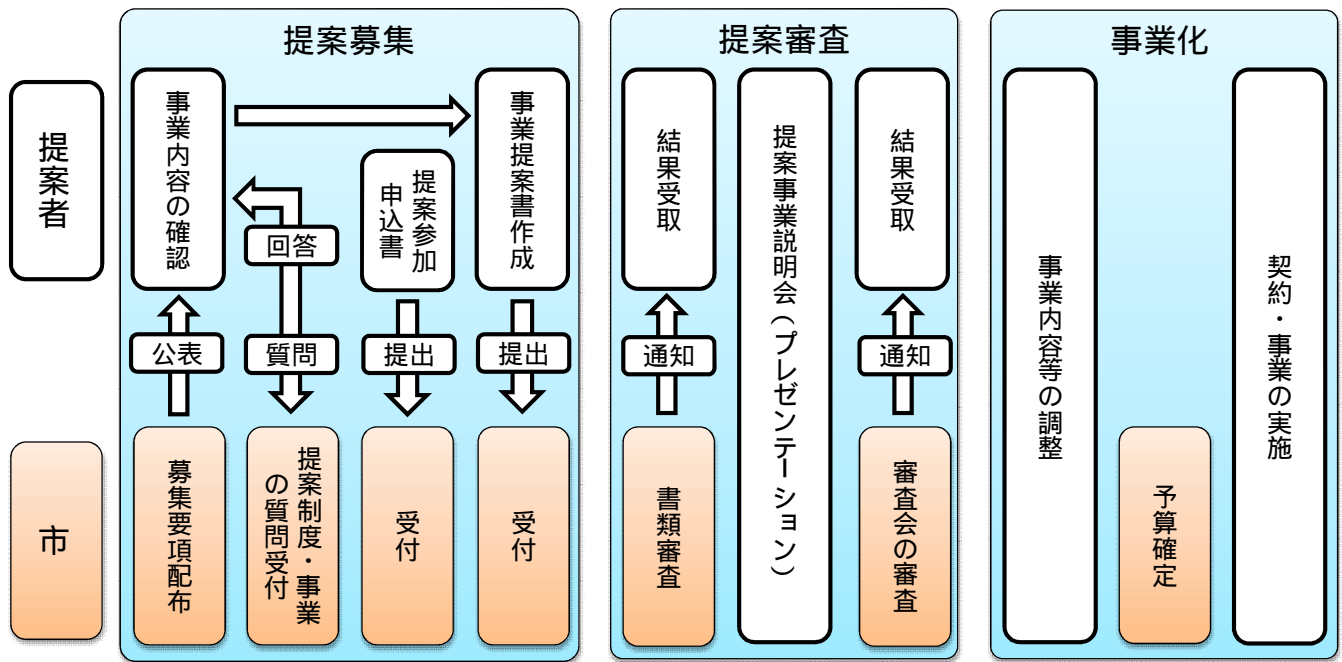 提案募集
提案審査
事業化
提案者
事業内容の確認
回答
提案参加
申込書
事業提案書作成
結果受取
提案事業説明会（プレゼンテーション）
結果受取
事業内容等の調整
契約・事業の実施
公表
質問
提出
提出
通知
通知
市
募集要項配布
提案制度・事業
の質問受付
受付
受付
書類審査
審査会の審査
予算確定